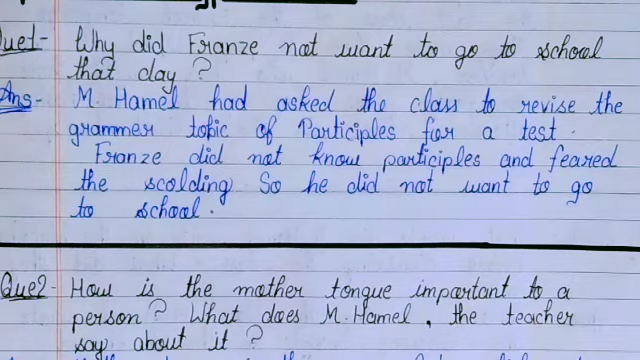 Que1- Why did Franze not want to go to school
that day ?
Ans- M. Hamel had asked the class to revise the
grammer topic of Participles for a test.
Franze did not know participles and feared
the scolding So he did not want to go
to school.
Que2- How is the mother tongue important to a
person? What does M. Hamel, the teacher
say about it ?